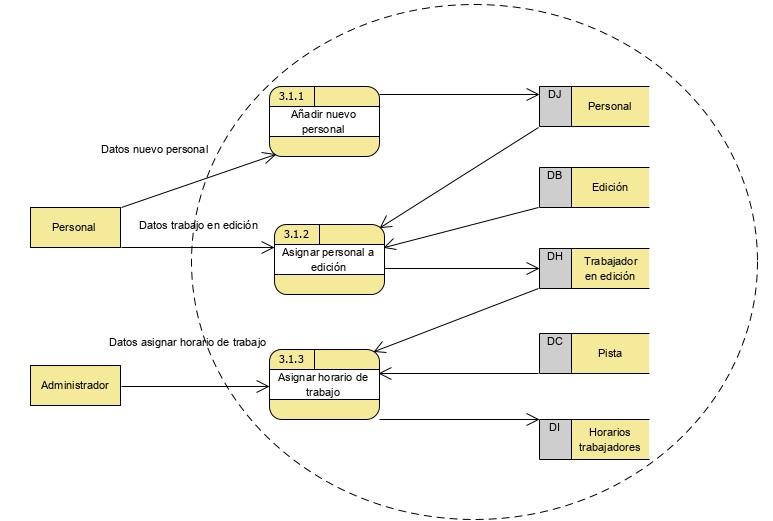 3.1.1
Añadir nuevo
personal
DJ
Personal
Datos nuevo personal
DB
Edición
Personal
Datos trabajo en edición
3.1.2
Asignar personal a
edición
DH
Trabajador
en edición
Datos asignar horario de trabajo
DC
Pista
Administrador
3.1.3
Asignar horario de
trabajo
DI
Horarios
trabajadores